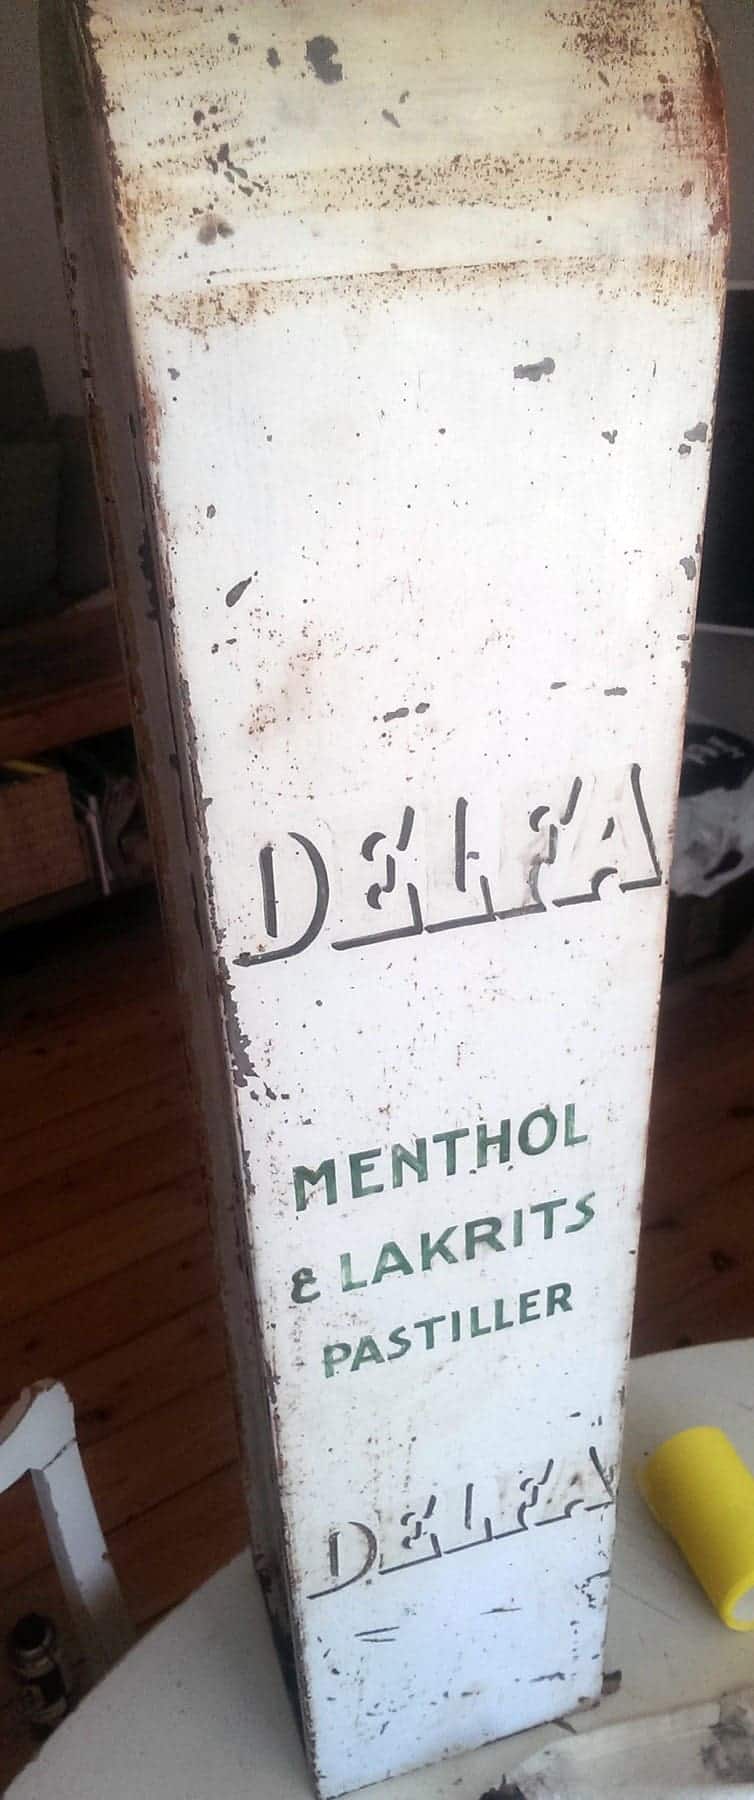 DELFA
MENTHOL
& LAKRITS
PASTILLER
DELFA